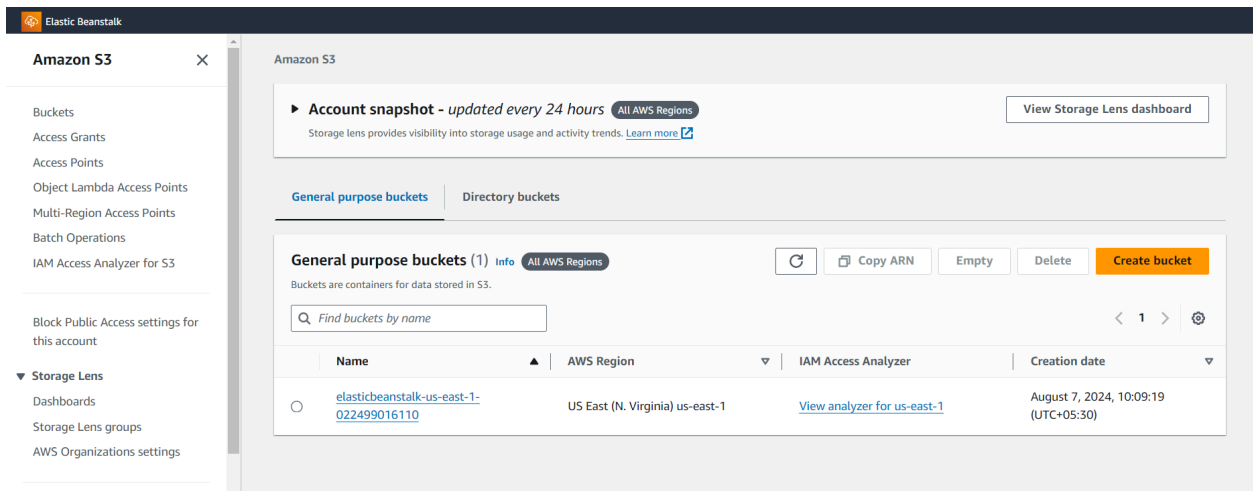 Elastic Beanstalk
Amazon S3
Buckets
Access Grants
Access Points
Object Lambda Access Points
Multi-Region Access Points
Batch Operations
IAM Access Analyzer for S3
Block Public Access settings for
this account
Storage Lens
Dashboards
Storage Lens groups
AWS Organizations settings
Amazon S3
Account snapshot - updated every 24 hours All AWS Regions
View Storage Lens dashboard
Storage lens provides visibility into storage usage and activity trends. Learn more
General purpose buckets Directory buckets
General purpose buckets (1) Info All AWS Regions
Copy ARN Empty Delete Create bucket
Buckets are containers for data stored in S3.
Find buckets by name
1
Name AWS Region IAM Access Analyzer Creation date
elasticbeanstalk-us-east-1-
022499016110
US East (N. Virginia) us-east-1
View analyzer for us-east-1
August 7, 2024, 10:09:19
(UTC+05:30)